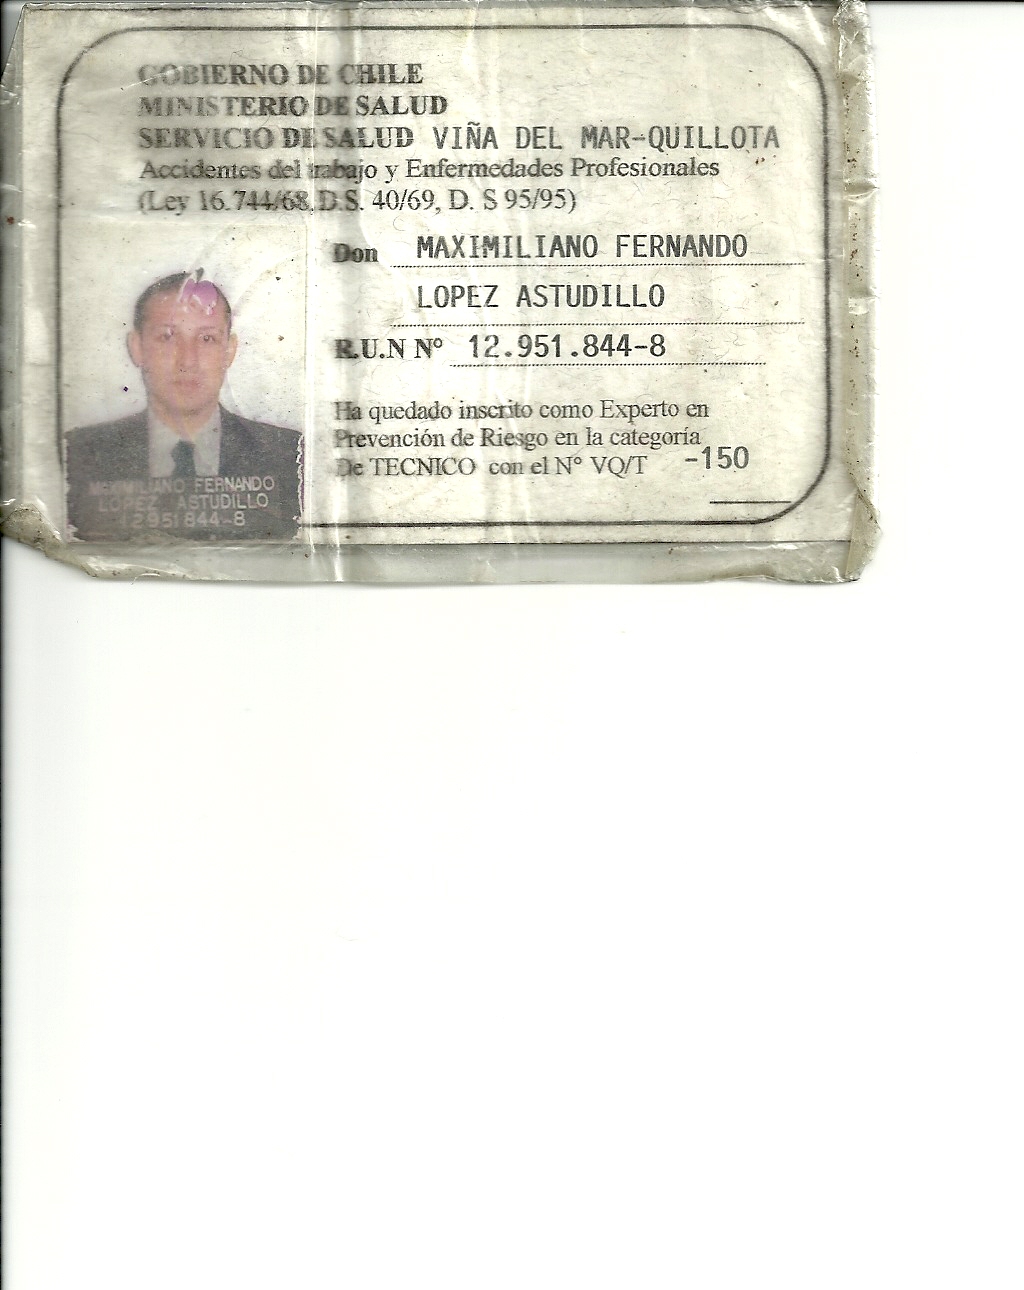 GOBIERNO DE CHILE
MINISTERIO DE SALUD
SERVICIO DE SALUD VIÑA DEL MAR-QUILLOTA
Accidentes del trabajo y Enfermedades Profesionales
(Ley 16.744/68, D.S. 40/69, D. S 95/95)
Don MAXIMILIANO FERNANDO
LOPEZ ASTUDILLO
R.U.N Nº 12.951.844-8
Ha quedado inscrito como Experto en
Prevención de Riesgo en la categoría
De TECNICO con el Nº VQ/T -150
MAXIMILIANO FERNANDO
LOPEZ ASTUDILLO
12951844-8